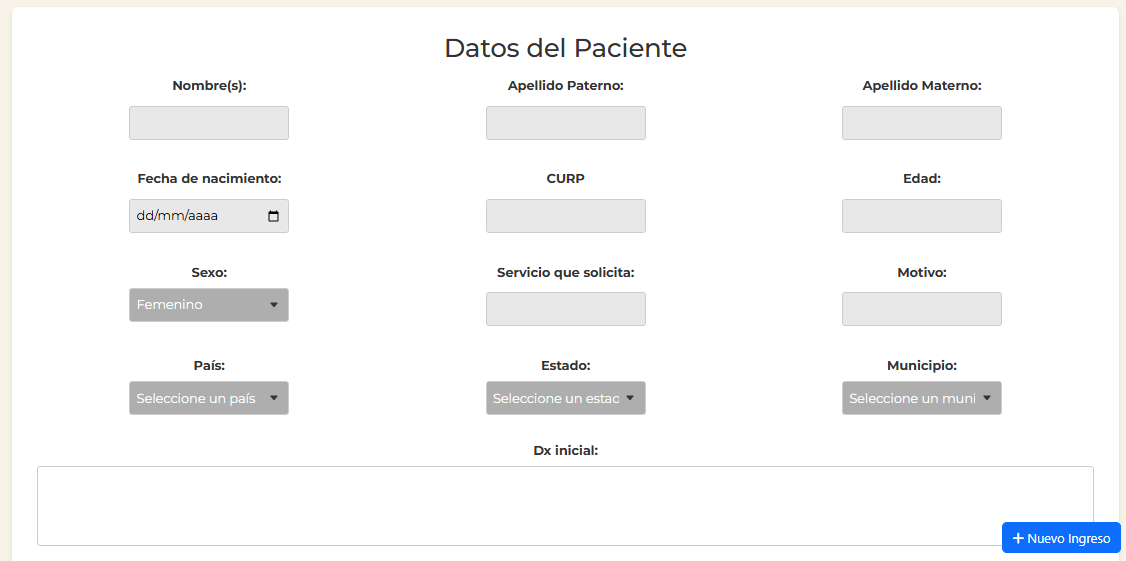 Datos del Paciente
Nombre(s): Apellido Paterno: Apellido Materno:
Fecha de nacimiento: CURP Edad:
dd/mm/aaaa
Sexo: Servicio que solicita: Motivo:
Femenino
País: Estado: Municipio:
Seleccione un país Seleccione un estac Seleccione un muni
Dx inicial:
+ Nuevo Ingreso